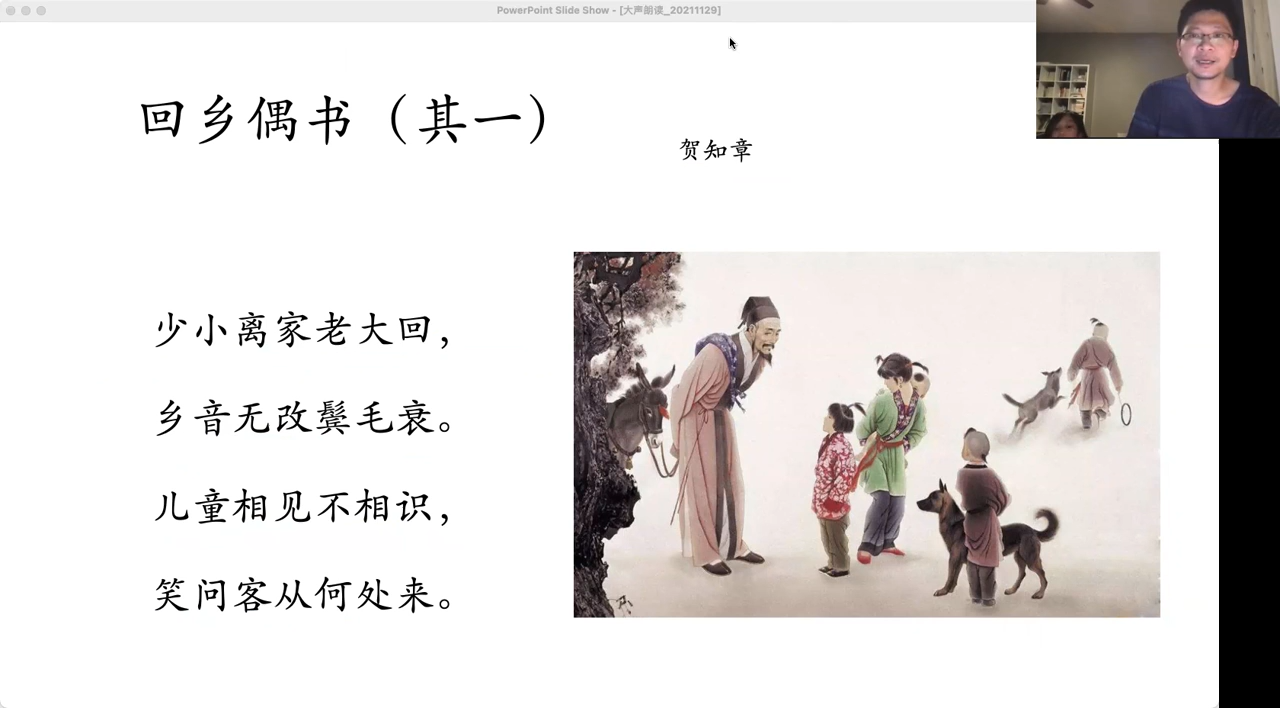 PowerPoint Slide Show - [大声朗读_20211129]
回乡偶书（其一）
贺知章
少小离家老大回，
乡音无改鬓毛衰。
儿童相见不相识，
笑问客从何处来。